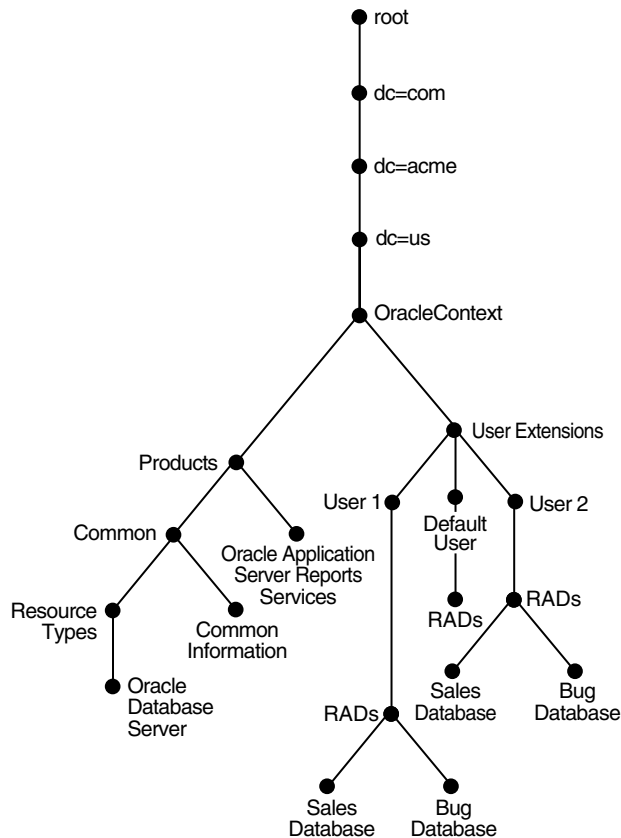 root
dc=com
dc=acme
dc=us
OracleContext
User Extensions
Products
User 1
Default
User
User 2
Common
Oracle Application
Server Reports
Services
Resource
Types
Common
Information
RADs
RADs
Oracle
Database
Server
Sales
Database
Bug
Database
RADs
Sales
Database
Bug
Database